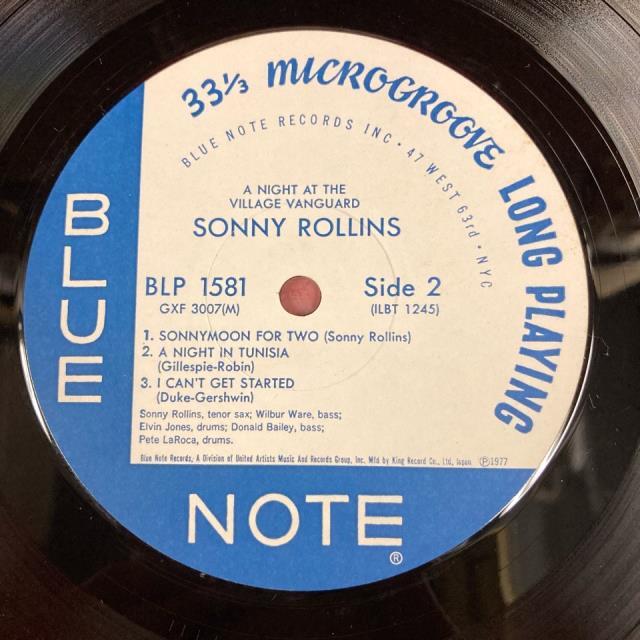 33⅓ MICROGROOVE LONG PLAYING
BLUE NOTE RECORDS INC • 47 WEST 63rd • NYC
A NIGHT AT THE
VILLAGE VANGUARD
SONNY ROLLINS
BLP 1581
GXF 3007(M)
Side 2
(ILBT 1245)
1. SONNYMOON FOR TWO (Sonny Rollins)
2. A NIGHT IN TUNISIA
(Gillespie-Robin)
3. I CAN'T GET STARTED
(Duke-Gershwin)
Sonny Rollins, tenor sax; Wilbur Ware, bass;
Elvin Jones, drums; Donald Bailey, bass;
Pete LaRoca, drums.
Blue Note Records, A Division of United Artists Music And Records Group, Inc. Mfd by King Record Co., Ltd, Japan ℗1977
BLUE
NOTE®